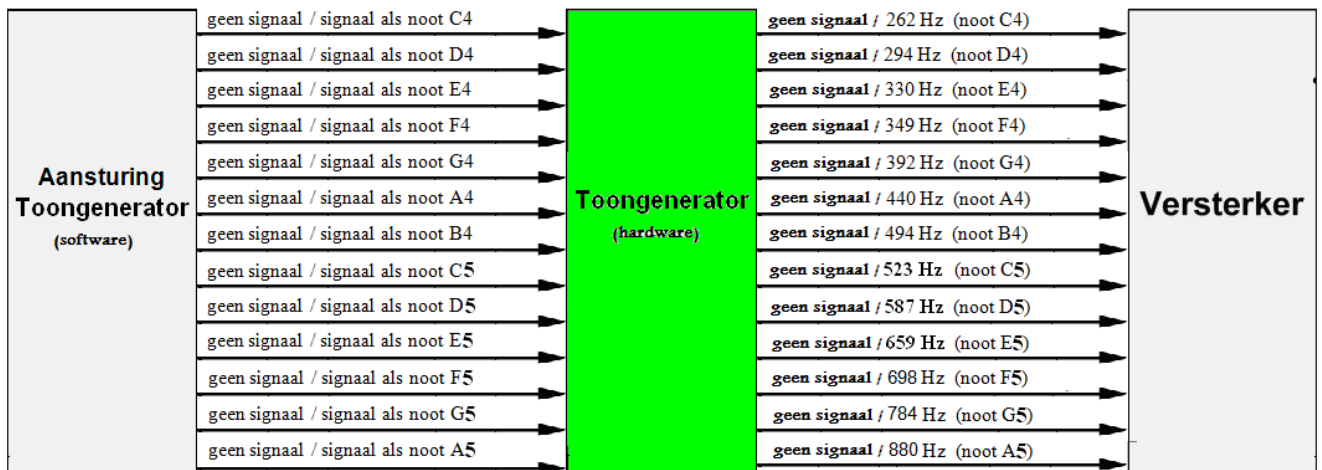 geen signaal / signaal als noot C4
geen signaal / signaal als noot D4
geen signaal / signaal als noot E4
geen signaal / signaal als noot F4
geen signaal / signaal als noot G4
geen signaal / signaal als noot A4
geen signaal / signaal als noot B4
geen signaal / signaal als noot C5
geen signaal / signaal als noot D5
geen signaal / signaal als noot E5
geen signaal / signaal als noot F5
geen signaal / signaal als noot G5
geen signaal / signaal als noot A5
Aansturing
Toongenerator
(software)
Toongenerator
(hardware)
geen signaal / 262 Hz (noot C4)
geen signaal / 294 Hz (noot D4)
geen signaal / 330 Hz (noot E4)
geen signaal / 349 Hz (noot F4)
geen signaal / 392 Hz (noot G4)
geen signaal / 440 Hz (noot A4)
geen signaal / 494 Hz (noot B4)
geen signaal / 523 Hz (noot C5)
geen signaal / 587 Hz (noot D5)
geen signaal / 659 Hz (noot E5)
geen signaal / 698 Hz (noot F5)
geen signaal / 784 Hz (noot G5)
geen signaal / 880 Hz (noot A5)
Versterker